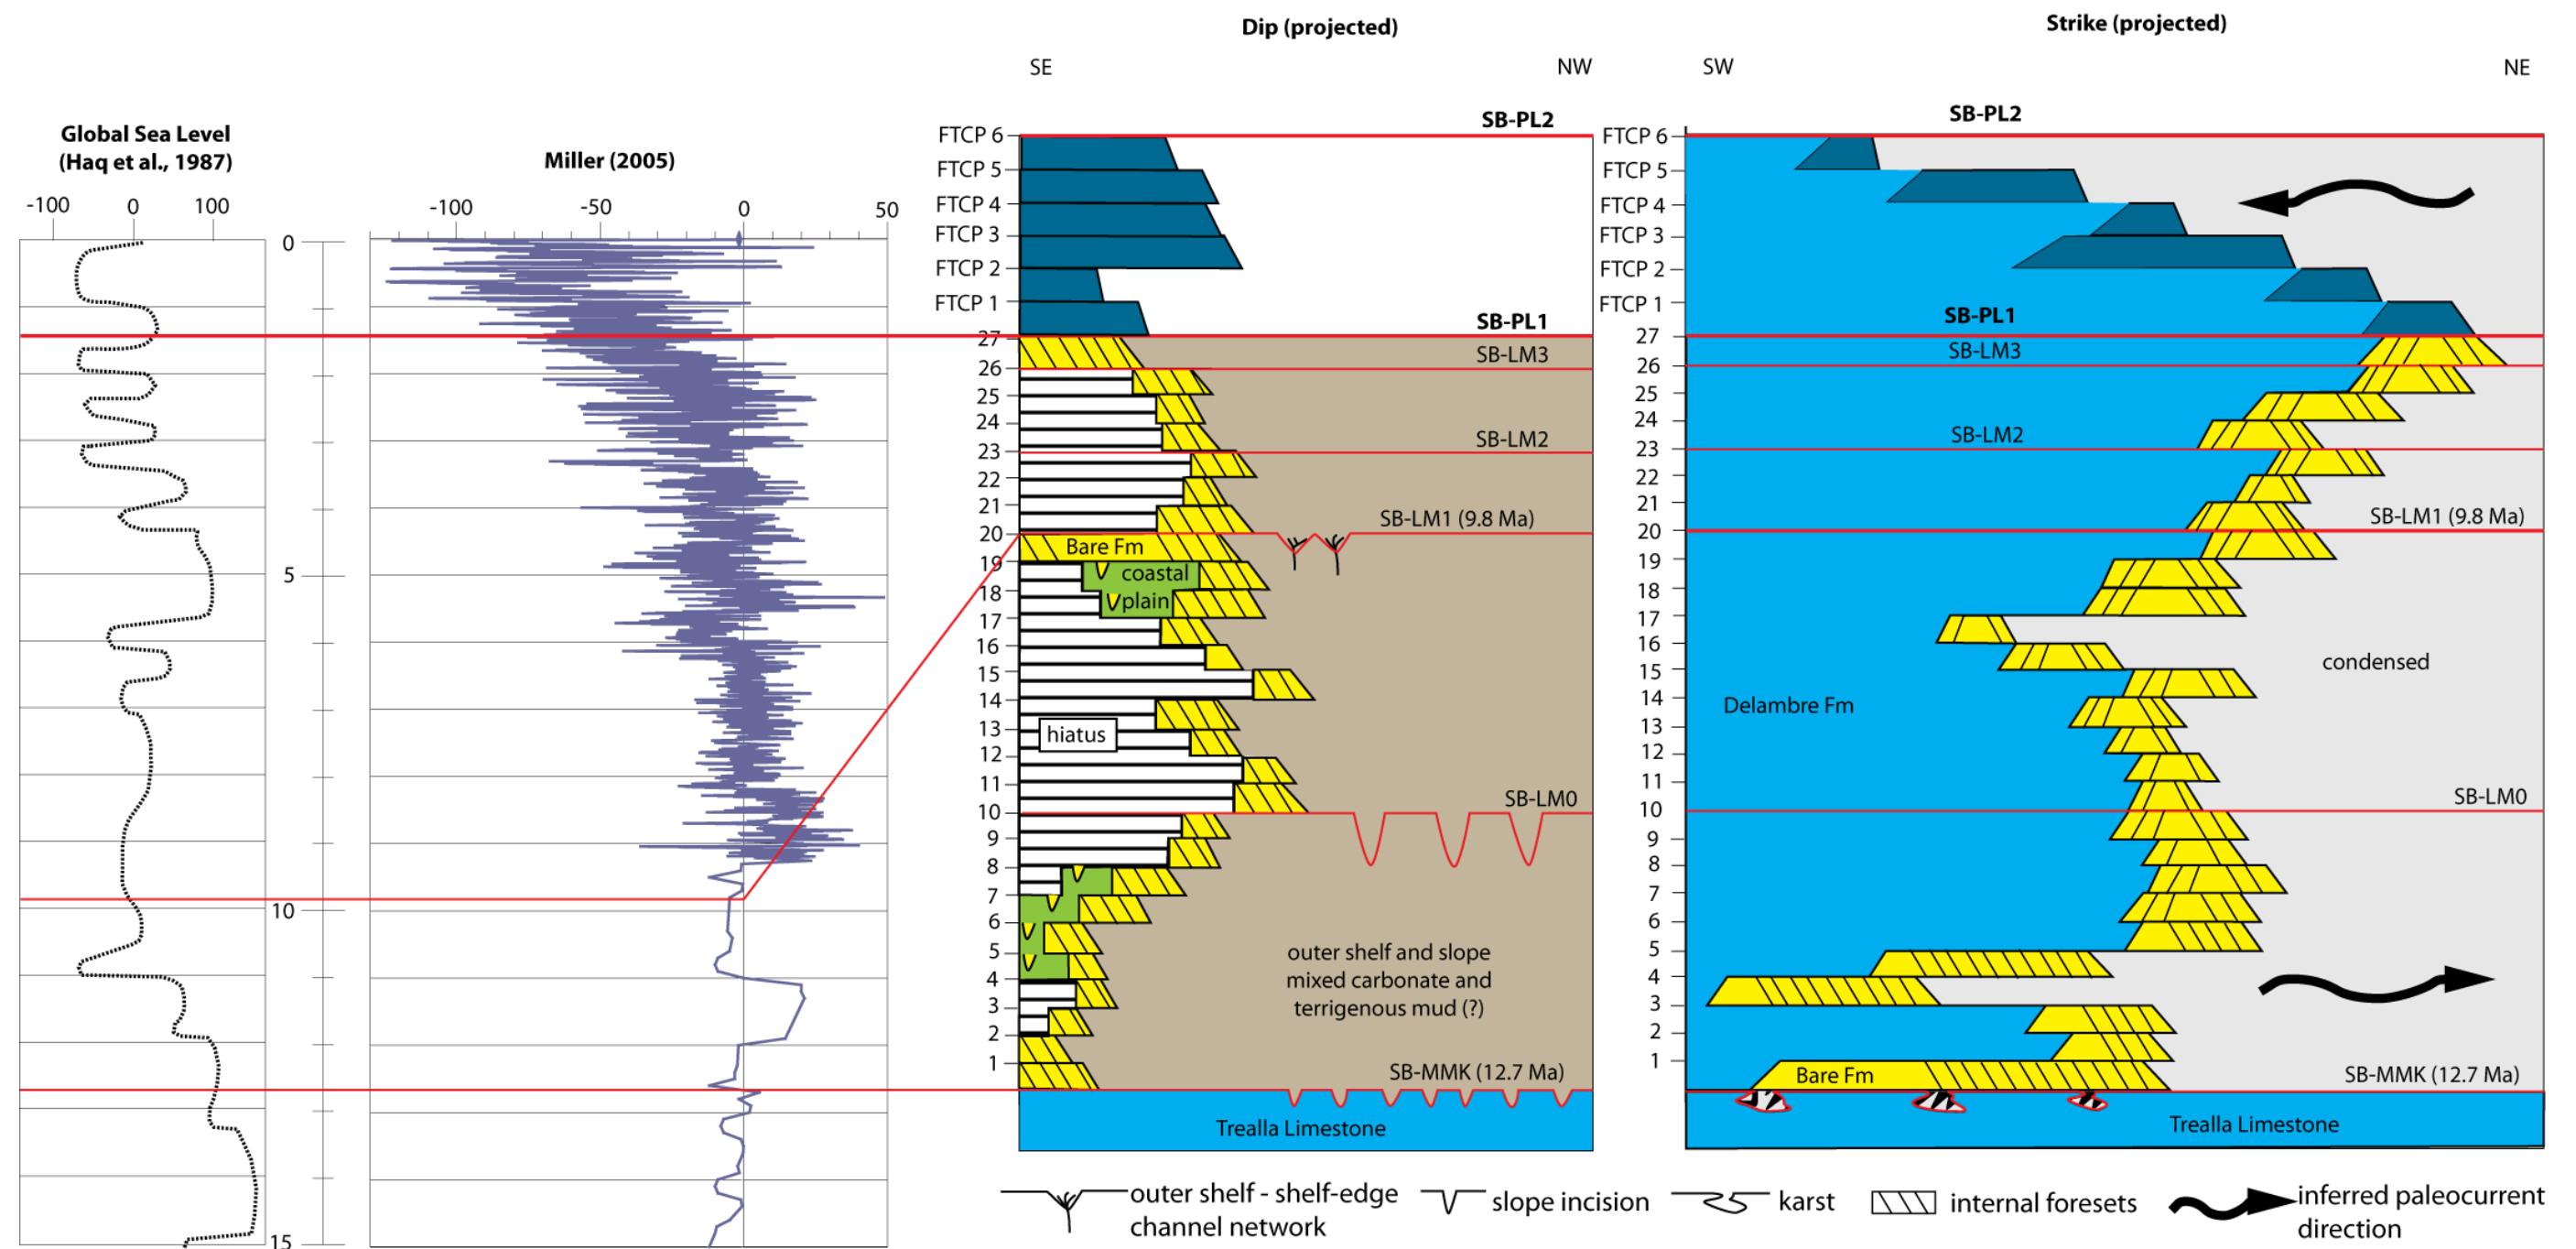 Dip (projected)
Strike (projected)
SE
NW
SW
NE
Global Sea Level
(Haq et al., 1987)
-100
0
100
0
5
10
15
Miller (2005)
-100
-50
0
50
SB-PL2
FTCP 6
FTCP 5
FTCP 4
FTCP 3
FTCP 2
FTCP 1
SB-PL1
27
SB-LM3
26
25
24
SB-LM2
23
22
21
SB-LM1 (9.8 Ma)
20
Bare Fm
19
coastal
18
plain
17
16
15
14
13
hiatus
12
11
SB-LM0
10
9
8
7
6
5
outer shelf and slope
mixed carbonate and
terrigenous mud (?)
4
3
2
1
SB-MMK (12.7 Ma)
Trealla Limestone
SB-PL2
FTCP 6
FTCP 5
FTCP 4
FTCP 3
FTCP 2
FTCP 1
SB-PL1
27
SB-LM3
26
25
24
SB-LM2
23
22
21
SB-LM1 (9.8 Ma)
20
19
18
17
16
condensed
15
14
Delambre Fm
13
12
11
SB-LM0
10
9
8
7
6
5
4
3
2
1
Bare Fm
SB-MMK (12.7 Ma)
Trealla Limestone
outer shelf - shelf-edge
channel network
slope incision
karst
internal foresets
inferred paleocurrent
direction